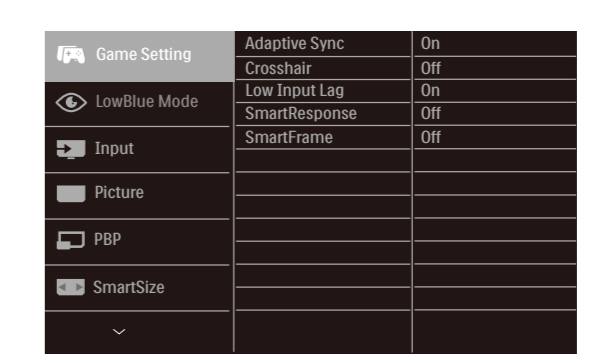 Game Setting
Adaptive Sync On
Crosshair Off
LowBlue Mode
Low Input Lag On
SmartResponse Off
Input
SmartFrame Off
Picture
PBP
SmartSize